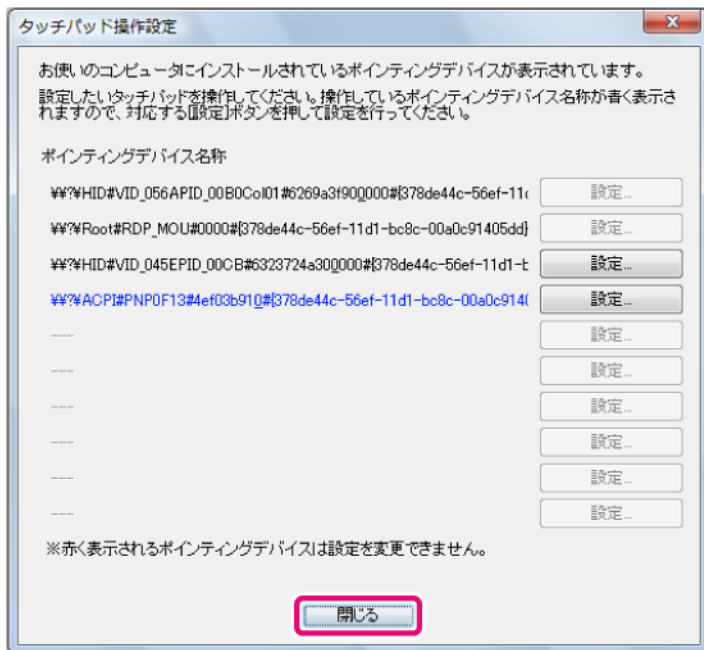 タッチパッド操作設定
お使いのコンピュータにインストールされているポインティングデバイスが表示されています。
設定したいタッチパッドを操作してください。操作しているポインティングデバイス名称が青く表示さ
れますので、対応する[設定]ボタンを押して設定を行ってください。
ポインティングデバイス名称
¥¥?¥HID#VID_056APID_00B0Col01#6269a3f900000#{378de44c-56ef-11c 設定...
¥¥?¥Root#RDP_MOU#0000#{378de44c-56ef-11d1-bc8c-00a0c91405dd} 設定...
¥¥?¥HID#VID_045EPID_00CB#6323724a300000#{378de44c-56ef-11d1-b 設定...
¥¥?¥ACPI#PNP0F13#4ef03b910#{378de44c-56ef-11d1-bc8c-00a0c914( 設定...
--- 設定...
--- 設定...
--- 設定...
--- 設定...
--- 設定...
--- 設定...
※赤く表示されるポインティングデバイスは設定を変更できません。
閉じる